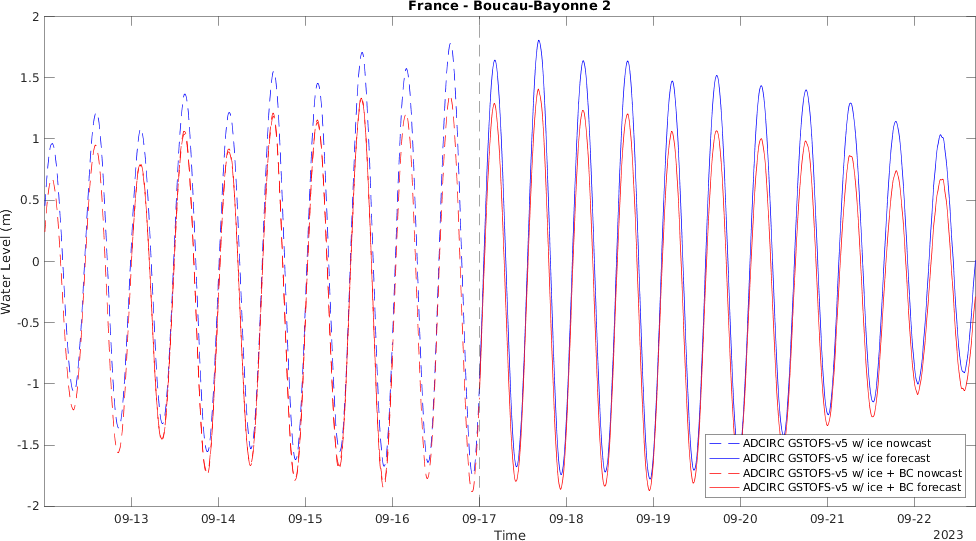 France - Boucau-Bayonne 2
2
1.5
1
0.5
0
-0.5
-1
-1.5
-2
Water Level (m)
ADCIRC GSTOFS-v5 w/ ice nowcast
ADCIRC GSTOFS-v5 w/ ice forecast
ADCIRC GSTOFS-v5 w/ ice + BC nowcast
ADCIRC GSTOFS-v5 w/ ice + BC forecast
09-13 09-14 09-15 09-16 09-17 09-18 09-19 09-20 09-21 09-22
Time
2023